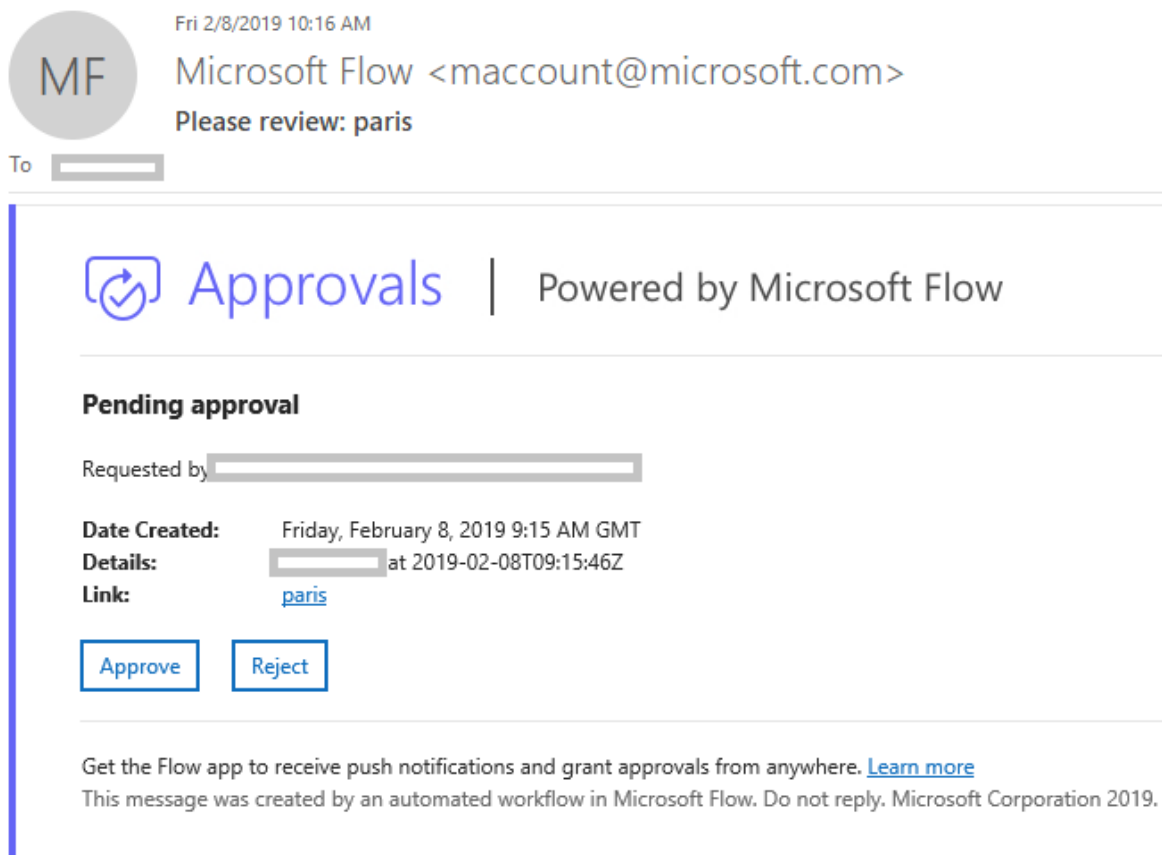 Fri 2/8/2019 10:16 AM
MF
Microsoft Flow <maccount@microsoft.com>
Please review: paris
To
Approvals | Powered by Microsoft Flow
Pending approval
Requested by
Date Created: Friday, February 8, 2019 9:15 AM GMT
Details: at 2019-02-08T09:15:46Z
Link: paris
Approve Reject
Get the Flow app to receive push notifications and grant approvals from anywhere. Learn more
This message was created by an automated workflow in Microsoft Flow. Do not reply. Microsoft Corporation 2019.